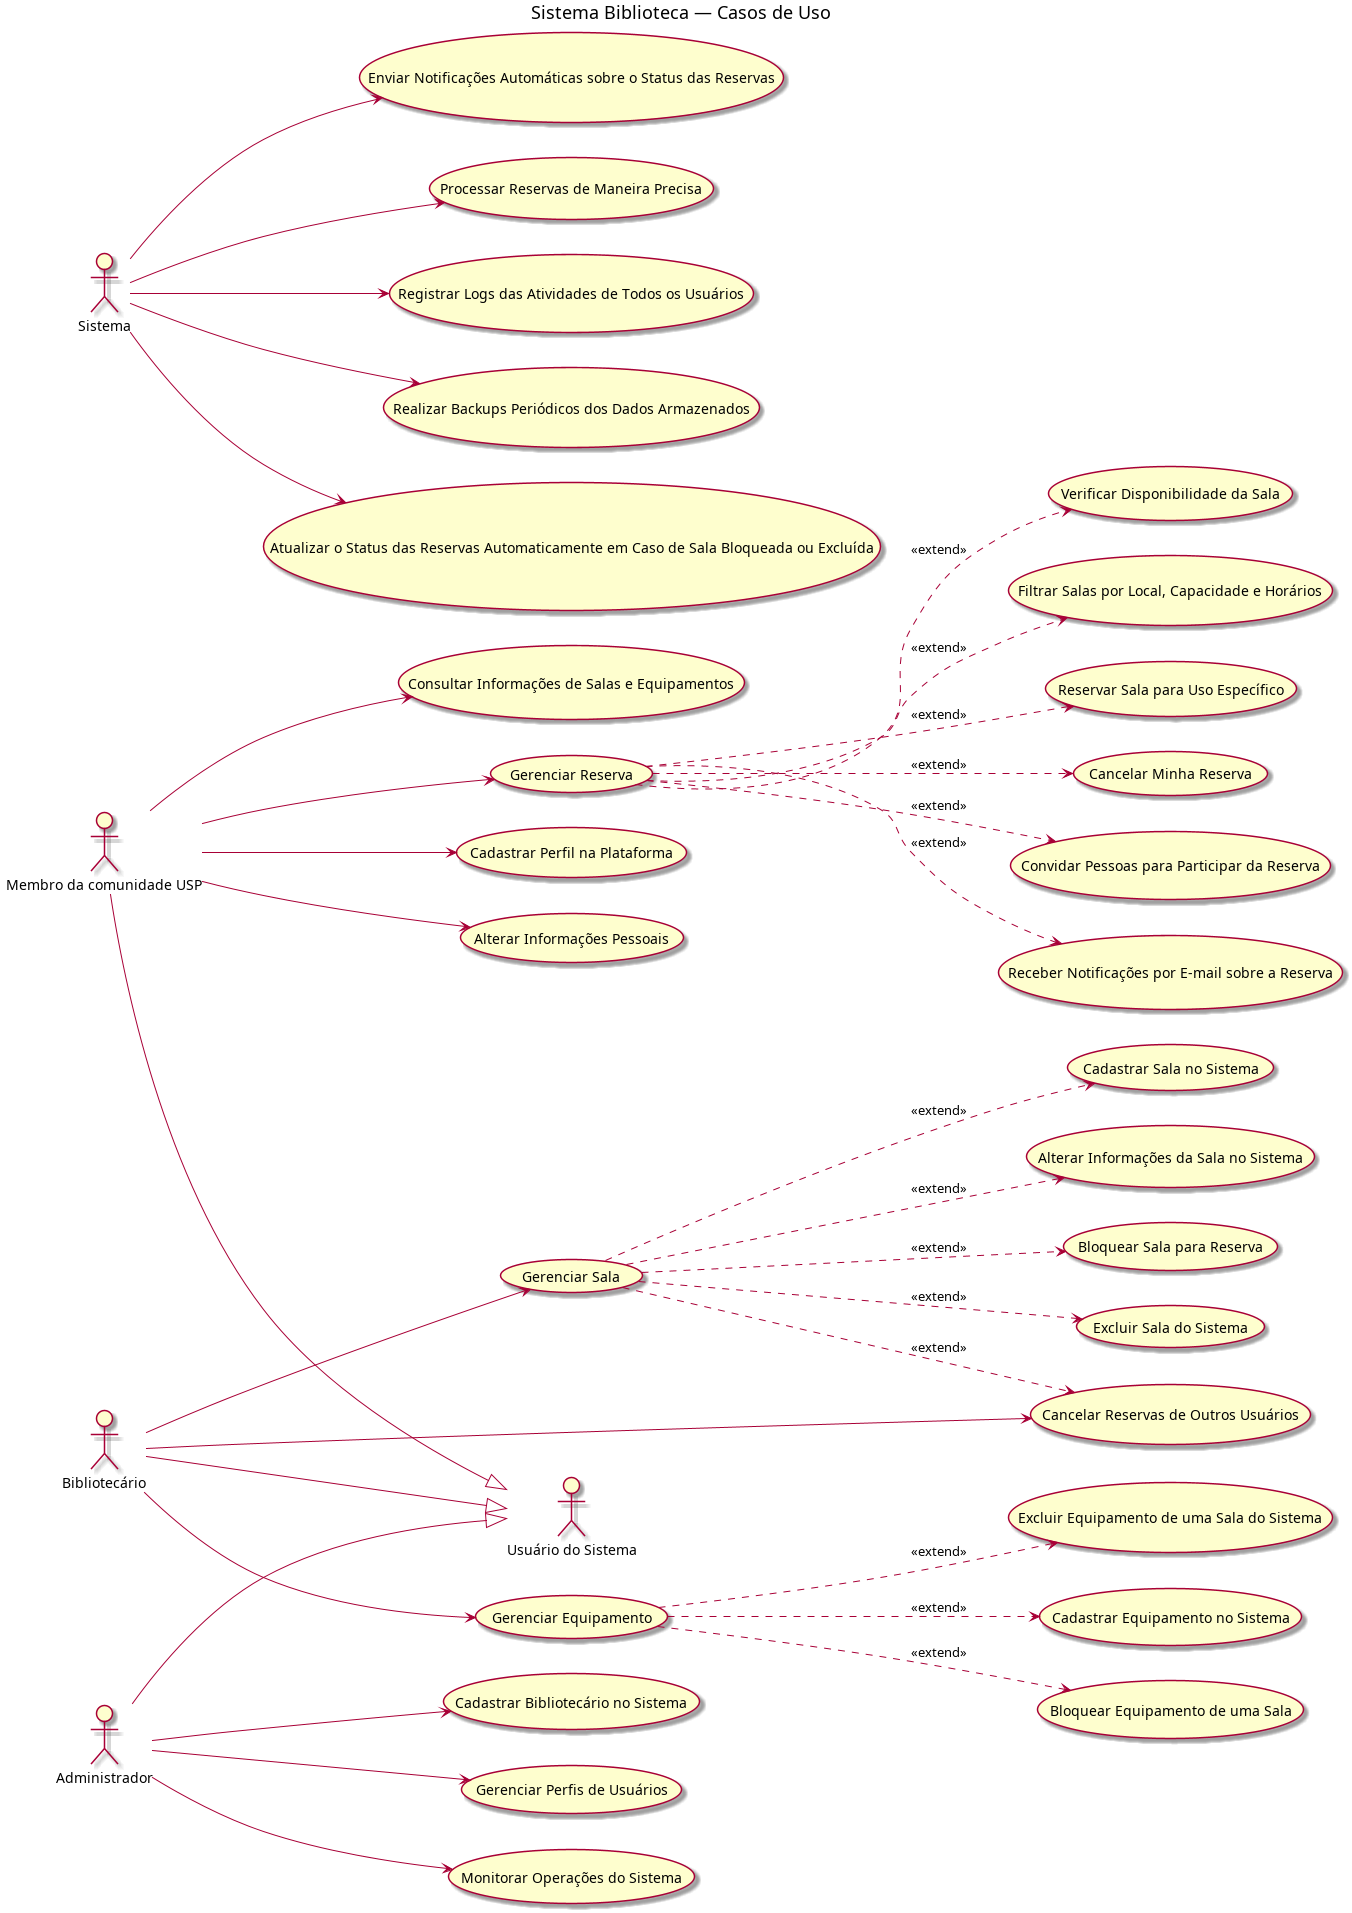 Sistema Biblioteca — Casos de Uso
Enviar Notificações Automáticas sobre o Status das Reservas
Processar Reservas de Maneira Precisa
Registrar Logs das Atividades de Todos os Usuários
Sistema
Realizar Backups Periódicos dos Dados Armazenados
Verificar Disponibilidade da Sala
Atualizar o Status das Reservas Automaticamente em Caso de Sala Bloqueada ou Excluída
«extend»
Filtrar Salas por Local, Capacidade e Horários
«extend»
Consultar Informações de Salas e Equipamentos
Reservar Sala para Uso Específico
«extend»
Gerenciar Reserva
«extend»
Cancelar Minha Reserva
«extend»
«extend»
Cadastrar Perfil na Plataforma
Convidar Pessoas para Participar da Reserva
Membro da comunidade USP
Alterar Informações Pessoais
Receber Notificações por E-mail sobre a Reserva
Cadastrar Sala no Sistema
«extend»
Alterar Informações da Sala no Sistema
«extend»
«extend»
Bloquear Sala para Reserva
Gerenciar Sala
«extend»
Excluir Sala do Sistema
«extend»
Cancelar Reservas de Outros Usuários
Bibliotecário
Excluir Equipamento de uma Sala do Sistema
Usuário do Sistema
«extend»
«extend»
Gerenciar Equipamento
Cadastrar Equipamento no Sistema
«extend»
Cadastrar Bibliotecário no Sistema
Bloquear Equipamento de uma Sala
Administrador
Gerenciar Perfis de Usuários
Monitorar Operações do Sistema